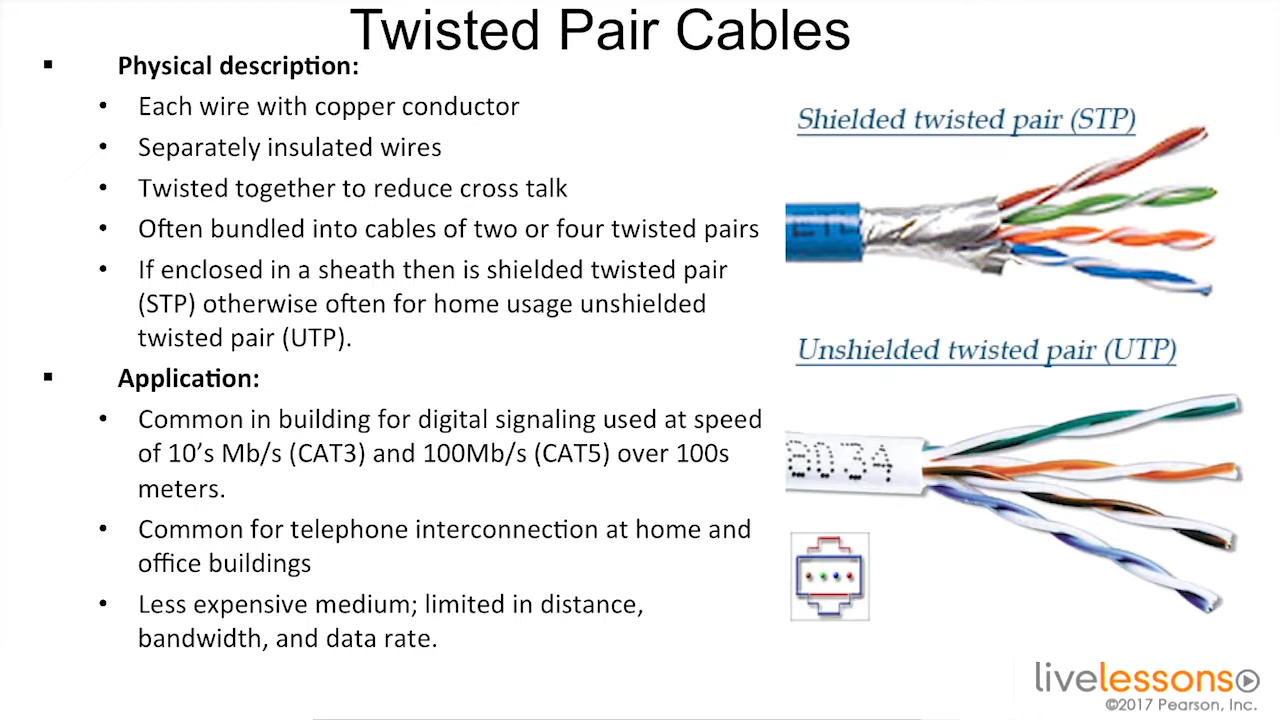 Twisted Pair Cables
▪ Physical description:
• Each wire with copper conductor
• Separately insulated wires
• Twisted together to reduce cross talk
• Often bundled into cables of two or four twisted pairs
• If enclosed in a sheath then is shielded twisted pair
(STP) otherwise often for home usage unshielded
twisted pair (UTP).
▪ Application:
• Common in building for digital signaling used at speed
of 10’s Mb/s (CAT3) and 100Mb/s (CAT5) over 100s
meters.
• Common for telephone interconnection at home and
office buildings
• Less expensive medium; limited in distance,
bandwidth, and data rate.
Shielded twisted pair (STP)
ETL
Unshielded twisted pair (UTP)
8034
livelessons
©2017 Pearson, Inc.